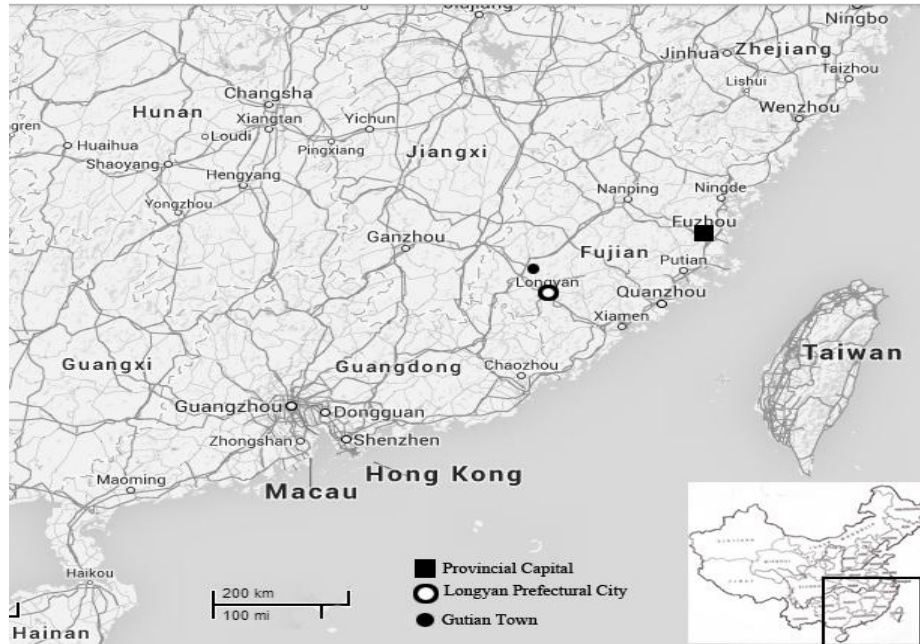 Jiujiang
Ningbo
Jinhua
Zhejiang
Lishui
Taizhou
Changsha
Hunan
Xiangtan
Yichun
Wenzhou
gren
Huaihua
Loudi
Pingxiang
Jiangxi
Shaoyang
Hengyang
Nanping
Ningde
Yongzhou
Fuzhou
Ganzhou
Fujian
Putian
Longyan
Quanzhou
Xiamen
Guangxi
Guangdong
Chaozhou
Taiwan
Guangzhou
Dongguan
Zhongshan
Shenzhen
Hong Kong
Maoming
Macau
Haikou
Hainan
200 km
100 mi
Provincial Capital
Longyan Prefectural City
Gutian Town